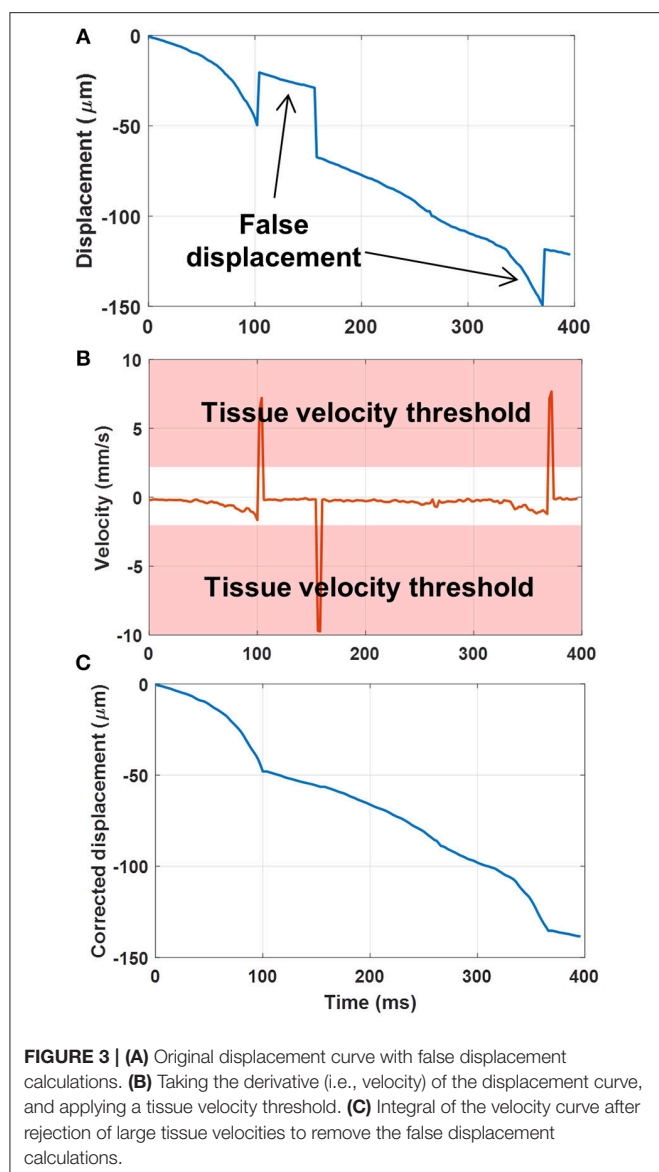 A
0
-50
-100
-150
Displacement ( μm)
False
displacement
0 100 200 300 400
B
10
5
0
-5
-10
Velocity (mm/s)
Tissue velocity threshold
Tissue velocity threshold
0 100 200 300 400
C
0
-50
-100
-150
Corrected displacement (μm)
0 100 200 300 400
Time (ms)
FIGURE 3 | (A) Original displacement curve with false displacement
calculations. (B) Taking the derivative (i.e., velocity) of the displacement curve,
and applying a tissue velocity threshold. (C) Integral of the velocity curve after
rejection of large tissue velocities to remove the false displacement
calculations.